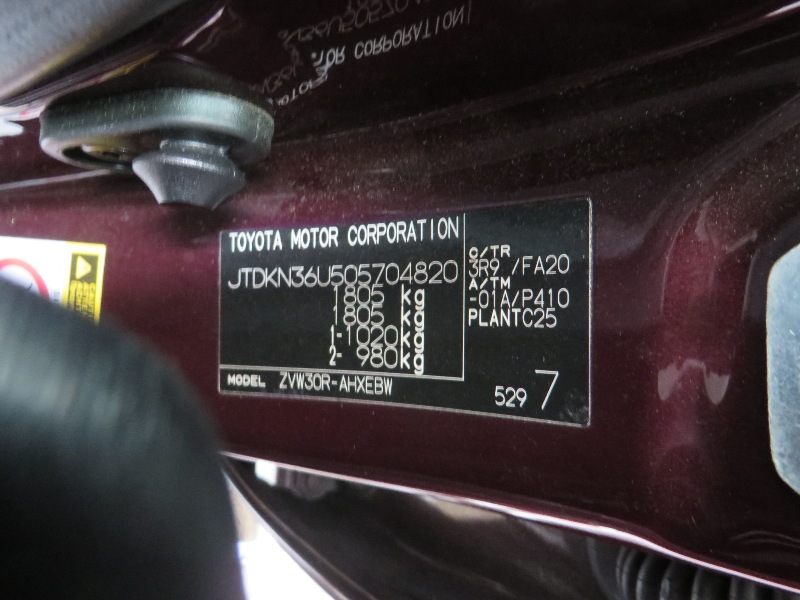 TOYOTA MOTOR CORPORATION
JTDKN36U505704820
1805 kg
1805 kg
1-1020kg
2- 980kg
MODEL ZVW30R-AHXEBW
C/TR
3R9 /FA20
A/TM
-01A/P410
PLANTC25
529 7